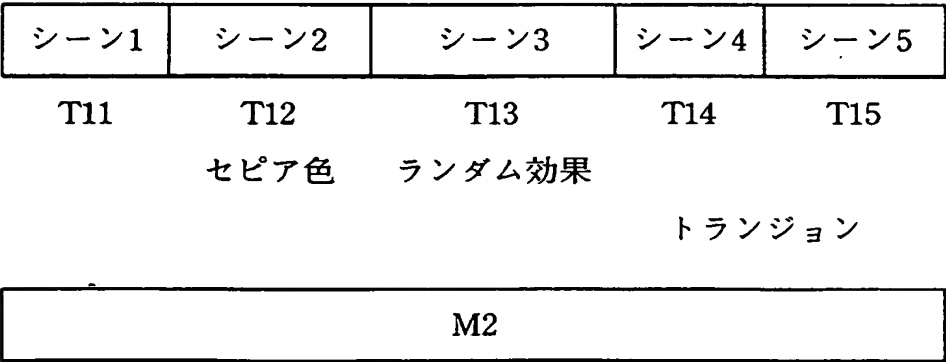 シーン1 シーン2 シーン3 シーン4 シーン5
T11 T12 T13 T14 T15
セピア色 ランダム効果
トランジョン
M2